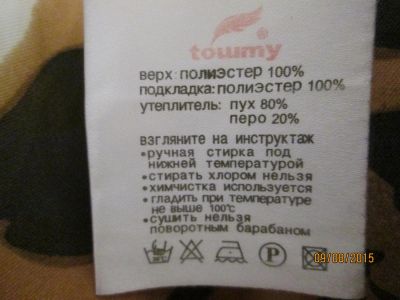 towmy
верх: полиэстер 100%
подкладка: полиэстер 100%
утеплитель: пух 80%
перо 20%
взгляните на инструктаж
•ручная стирка под
нижней температурой
•стирать хлором нельзя
•химчистка используется
•гладить при температуре
не выше 100°C
•сушить нельзя
поворотным барабаном
P
09/08/2015